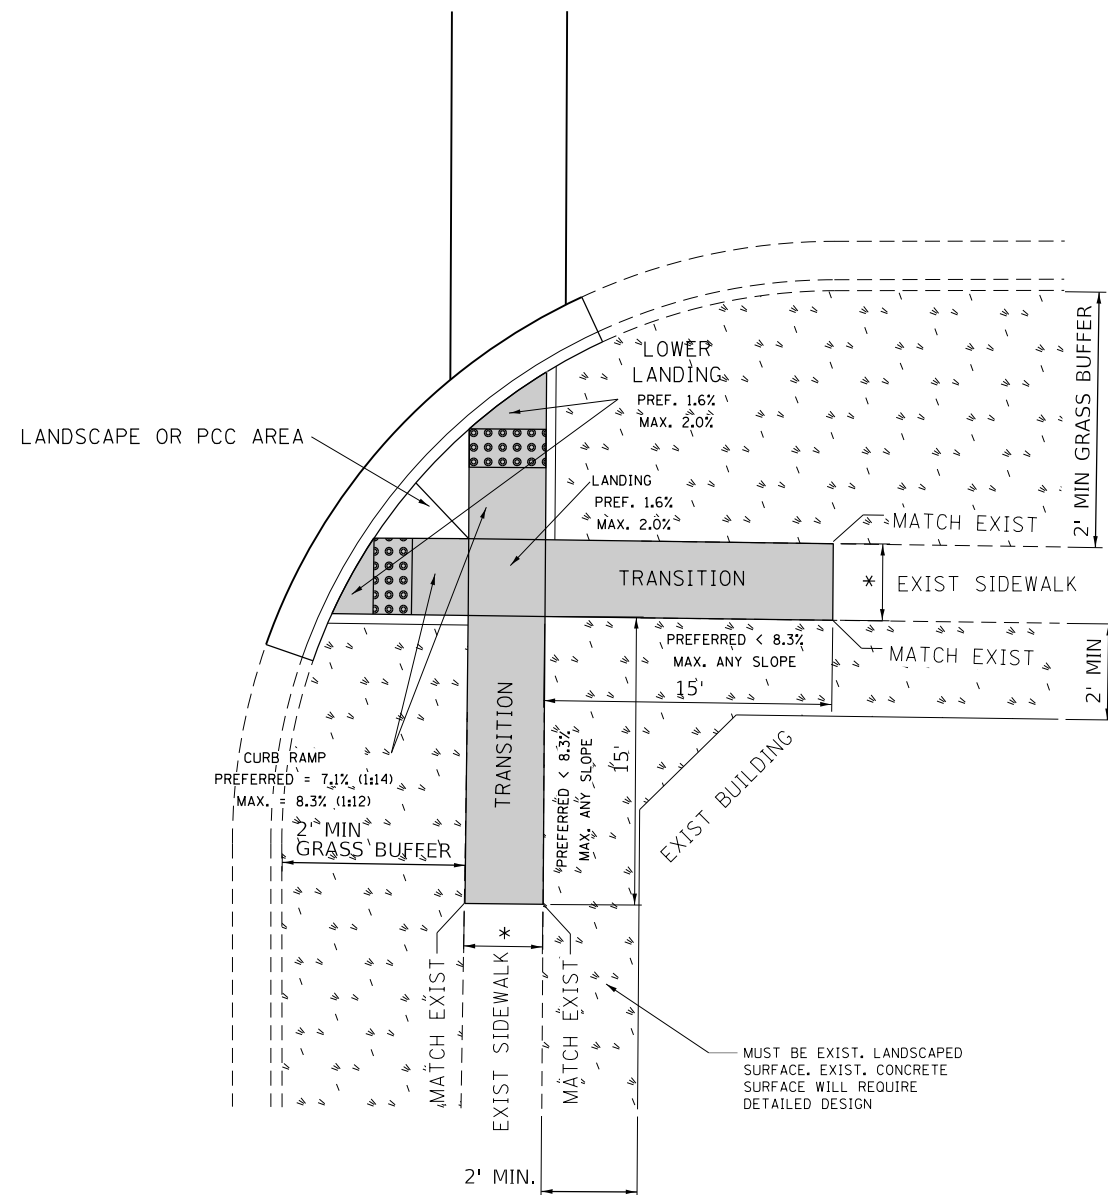 LOWER
LANDING
PREF. 1.6%
MAX. 2.0%
LANDSCAPE OR PCC AREA
LANDING
PREF. 1.6%
MAX. 2.0%
2' MIN GRASS BUFFER
MATCH EXIST
TRANSITION
* EXIST SIDEWALK
PREFERRED < 8.3%
MAX. ANY SLOPE
MATCH EXIST
15'
2' MIN
TRANSITION
PREFERRED < 8.3%
MAX. ANY SLOPE
15'
EXIST BUILDING
CURB RAMP
PREFERRED = 7.1% (1:14)
MAX. = 8.3% (1:12)
2' MIN
GRASS BUFFER
*
MATCH EXIST
EXIST SIDEWALK
MATCH EXIST
MUST BE EXIST. LANDSCAPED
SURFACE. EXIST. CONCRETE
SURFACE WILL REQUIRE
DETAILED DESIGN
2' MIN.